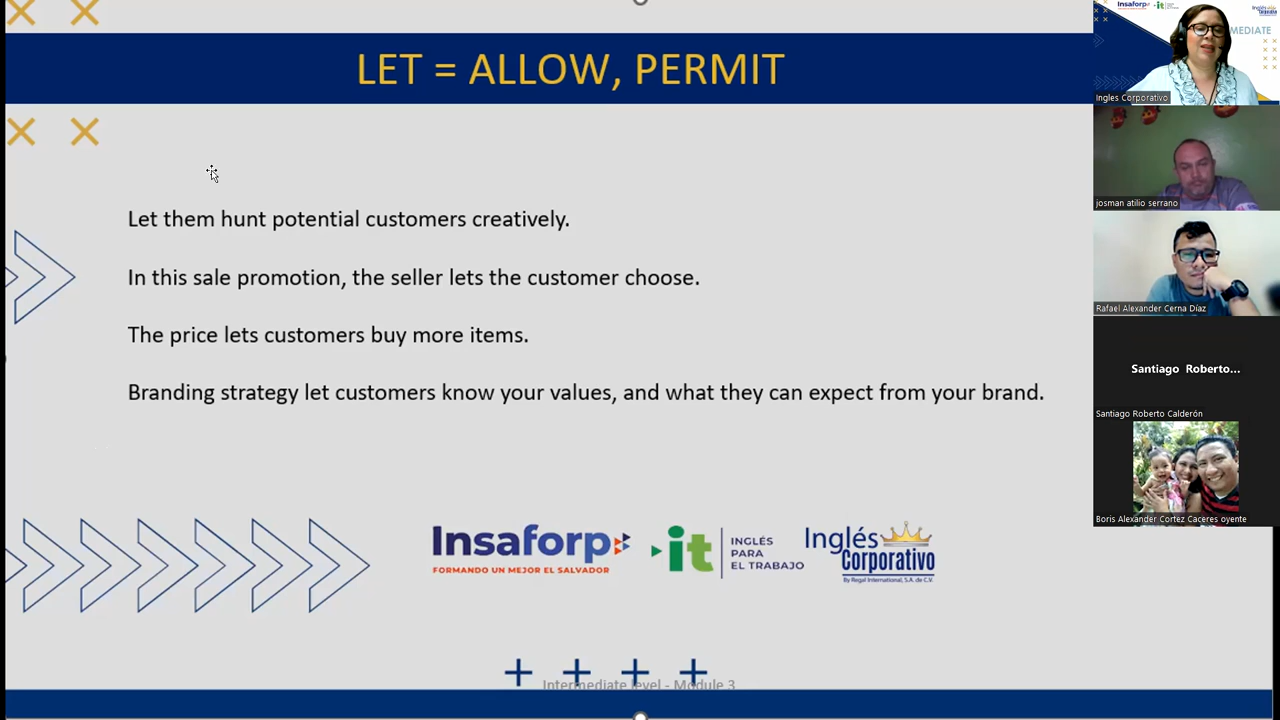 LET = ALLOW, PERMIT
Let them hunt potential customers creatively.
In this sale promotion, the seller lets the customer choose.
The price lets customers buy more items.
Branding strategy let customers know your values, and what they can expect from your brand.
Insaforp
FORMANDO UN MEJOR EL SALVADOR
it
INGLÉS
PARA
EL TRABAJO
Inglés
Corporativo
By Regal International, S.A. de C.V.
Intermediate level - Module 3
Insaforp
it
MEDIATE
Ingles Corporativo
josman atilio serrano
Rafael Alexander Cerna Díaz
Santiago Roberto...
Santiago Roberto Calderón
Boris Alexander Cortez Caceres oyente